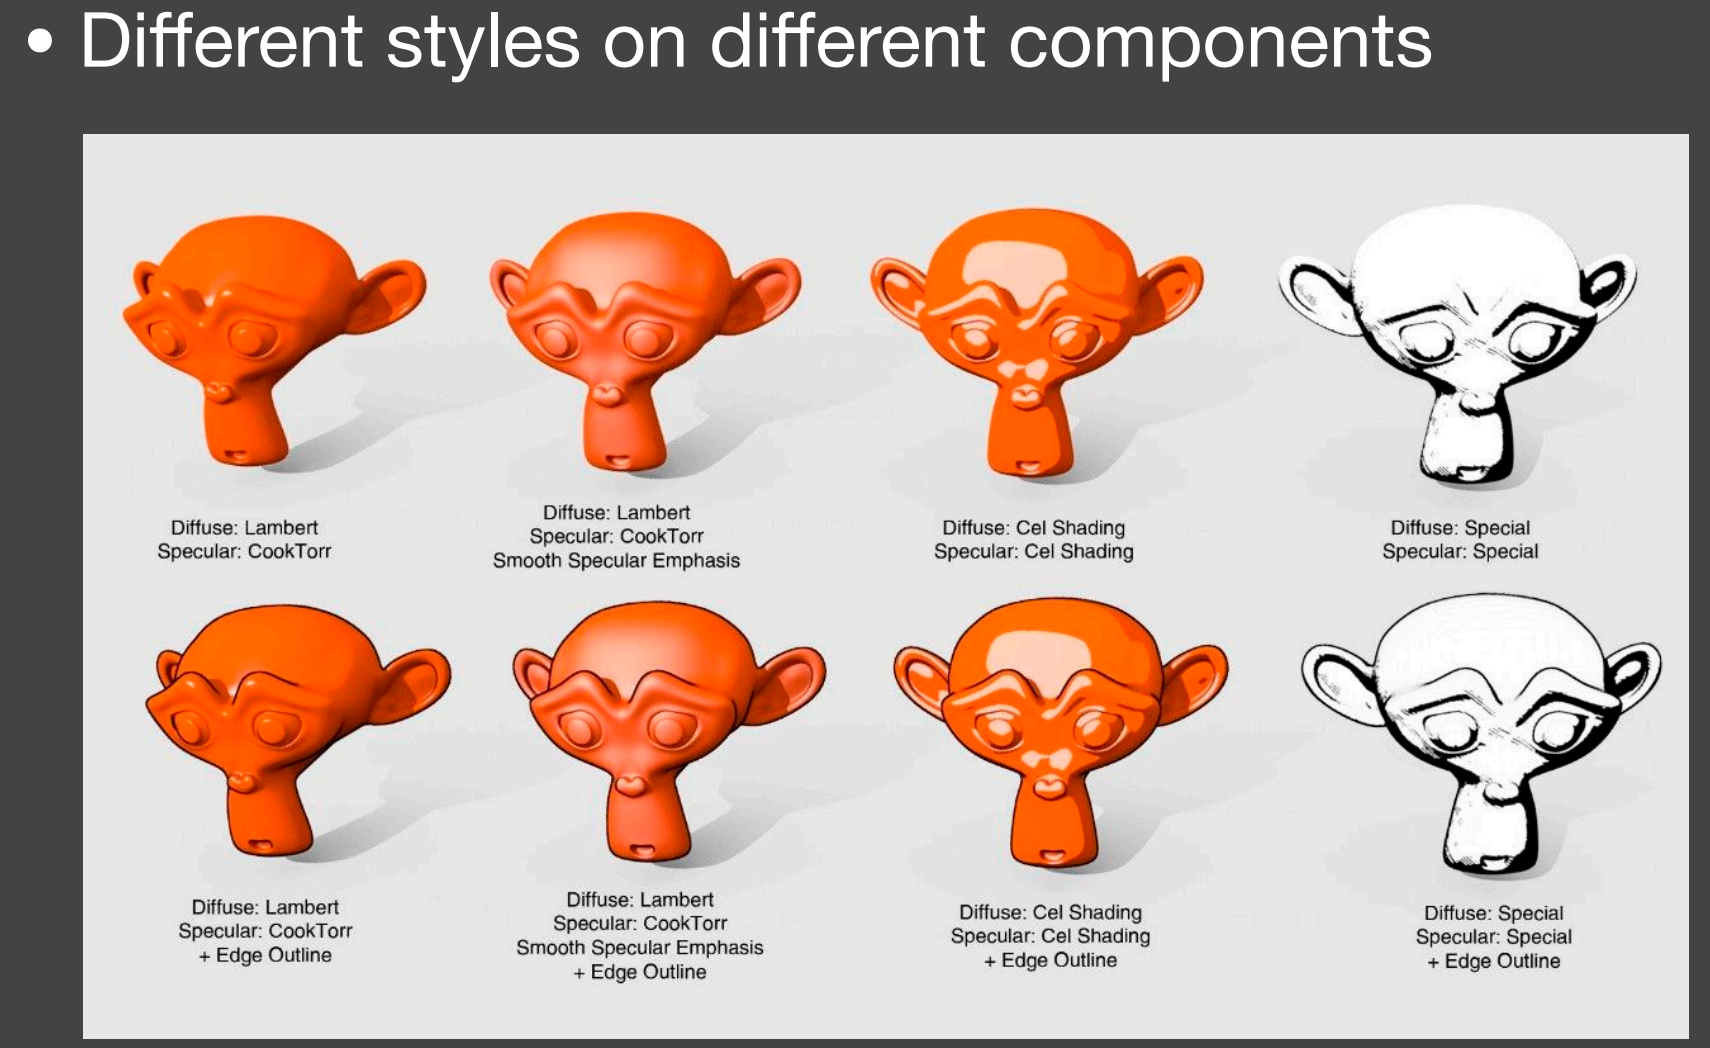 • Different styles on different components
Diffuse: Lambert
Specular: CookTorr
Diffuse: Lambert
Specular: CookTorr
Smooth Specular Emphasis
Diffuse: Cel Shading
Specular: Cel Shading
Diffuse: Special
Specular: Special
Diffuse: Lambert
Specular: CookTorr
+ Edge Outline
Diffuse: Lambert
Specular: CookTorr
Smooth Specular Emphasis
+ Edge Outline
Diffuse: Cel Shading
Specular: Cel Shading
+ Edge Outline
Diffuse: Special
Specular: Special
+ Edge Outline